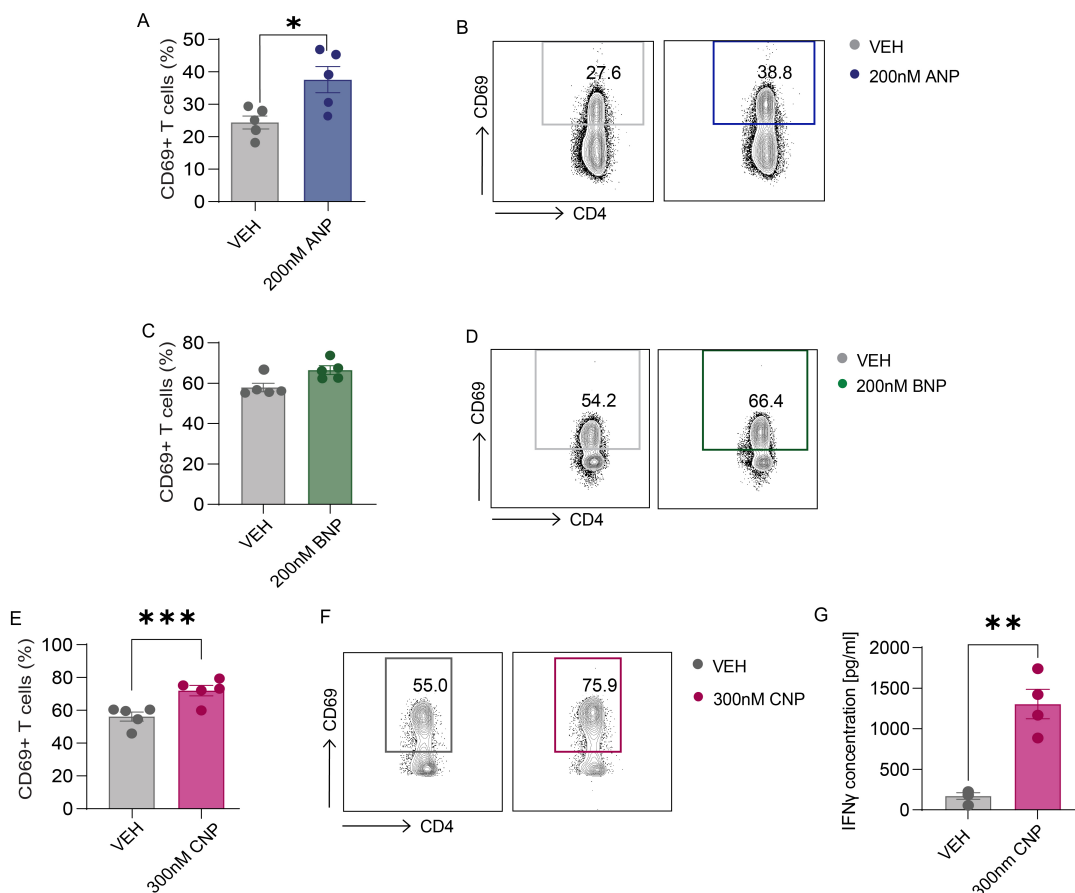 A
CD69+ T cells (%)
50
40
30
20
10
0
*
VEH
200nM ANP
B
CD69
27.6
38.8
CD4
VEH
200nM ANP
C
CD69+ T cells (%)
80
60
40
20
0
VEH
200nM BNP
D
CD69
54.2
66.4
CD4
VEH
200nM BNP
E
CD69+ T cells (%)
100
80
60
40
20
0
***
VEH
300nM CNP
F
CD69
55.0
75.9
CD4
VEH
300nM CNP
G
IFNγ concentration [pg/ml]
2000
1500
1000
500
0
**
VEH
300nm CNP